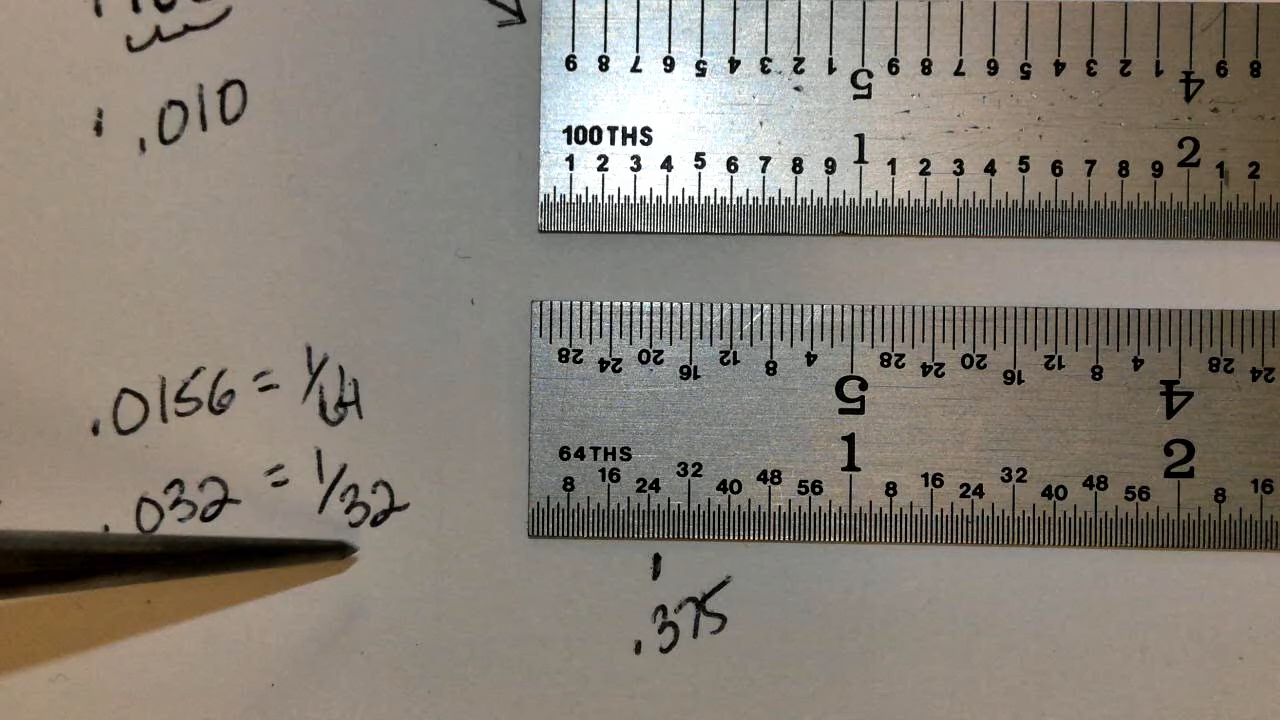 .010
9 8 7 6 5 4 3 2 1 5 9 8 7 6 5 4 3 2 1 4 9 8
100 THS
1 2 3 4 5 6 7 8 9 1 1 2 3 4 5 6 7 8 9 2 1 2
28 24 20 16 12 8 4 5 28 24 20 16 12 8 4 4 28 24
64 THS
8 16 24 32 40 48 56 1 8 16 24 32 40 48 56 2 8 16
.0156 = 1/64
.032 = 1/32
.375